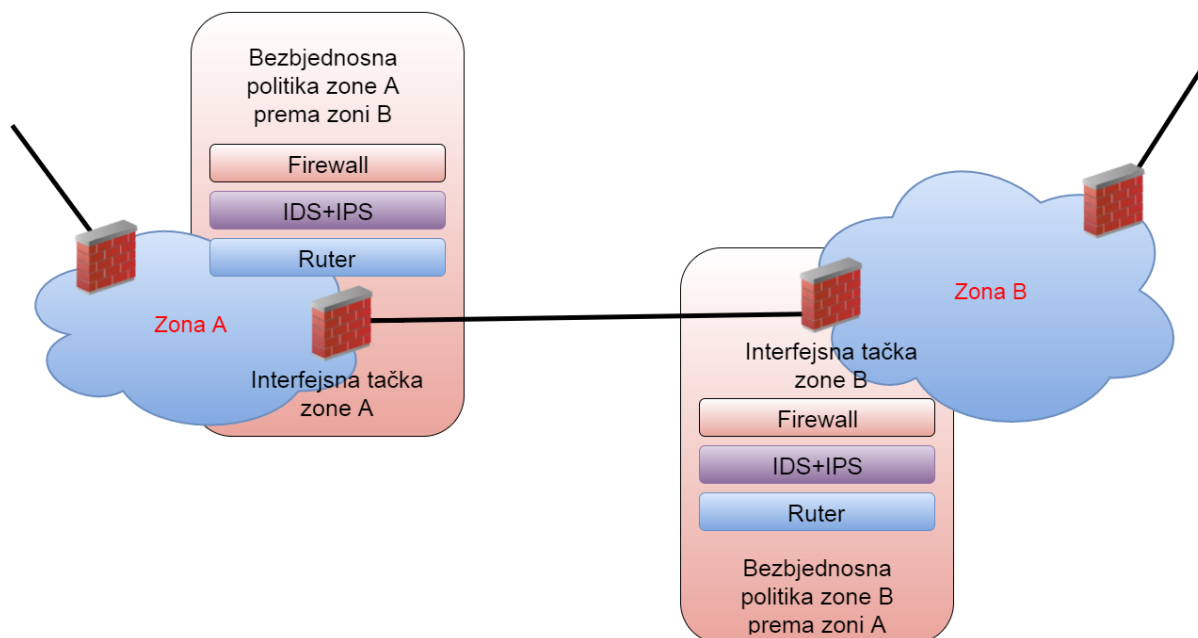 Bezbjednosna
politika zone A
prema zoni B
Firewall
IDS+IPS
Ruter
Zona A
Interfejsna tačka
zone A
Zona B
Interfejsna tačka
zone B
Firewall
IDS+IPS
Ruter
Bezbjednosna
politika zone B
prema zoni A